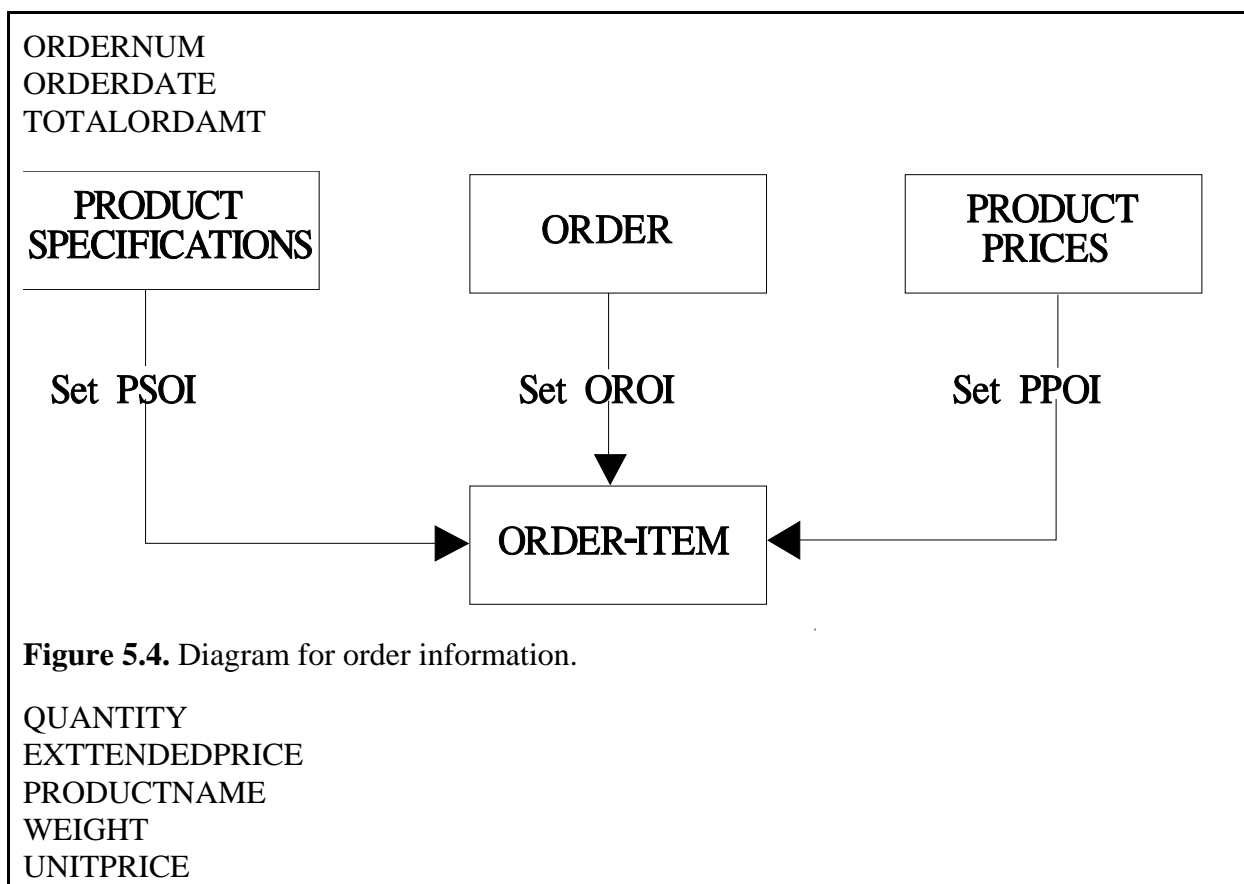 ORDERNUM
ORDERDATE
TOTALORDAMT
PRODUCT
SPECIFICATIONS
ORDER
PRODUCT
PRICES
Set PSOI
Set OROI
Set PPOI
ORDER-ITEM
Figure 5.4. Diagram for order information.
QUANTITY
EXTTENDEDPRICE
PRODUCTNAME
WEIGHT
UNITPRICE